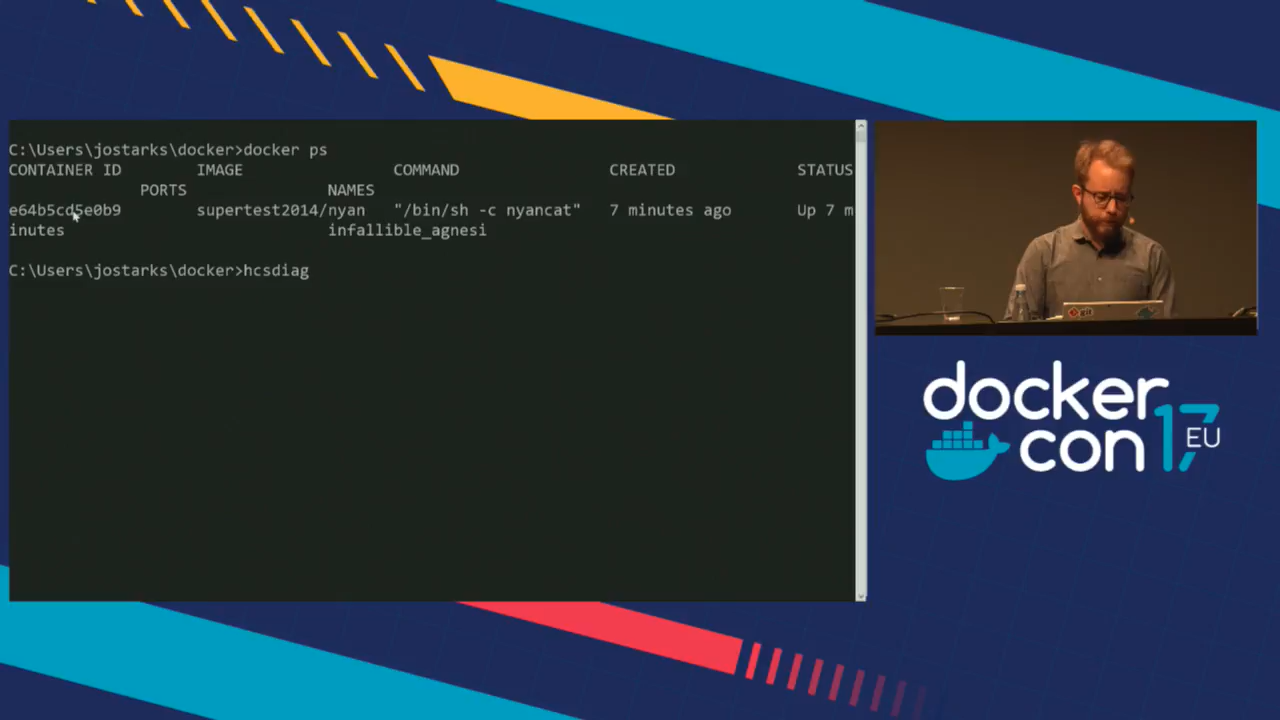 C:\Users\jostarks\docker>docker ps
CONTAINER ID IMAGE COMMAND CREATED STATUS
PORTS NAMES
e64b5cd5e0b9 supertest2014/nyan "/bin/sh -c nyancat" 7 minutes ago Up 7 m
inutes infallible_agnesi
C:\Users\jostarks\docker>hcsdiag
git
docker
con 17 EU